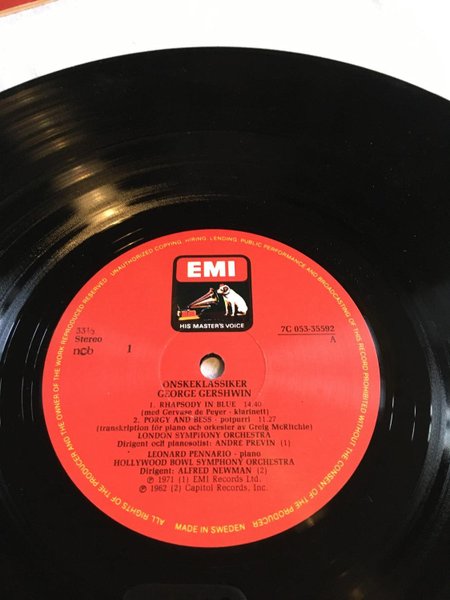 UNAUTHORIZED COPYING, HIRING, LENDING, PUBLIC PERFORMANCE AND BROADCASTING OF THIS RECORD PROHIBITED WITHOUT THE CONSENT OF THE PRODUCER
ALL RIGHTS OF THE PRODUCER AND THE OWNER OF THE WORK REPRODUCED RESERVED
EMI
HIS MASTER'S VOICE
33⅓
Stereo
ncb
1
7C 053-35592
A
ÖNSKEKLASSIKER
GEORGE GERSHWIN
1. RHAPSODY IN BLUE 14.40
(med Gervase de Peyer - klarinett)
2. PORGY AND BESS - potpurri 11.27
(transkription för piano och orkester av Greig McRitchie)
LONDON SYMPHONY ORCHESTRA
Dirigent och pianosolist: ANDRE PREVIN (1)
LEONARD PENNARIO - piano
HOLLYWOOD BOWL SYMPHONY ORCHESTRA
Dirigent: ALFRED NEWMAN (2)
℗ 1971 (1) EMI Records Ltd.
℗ 1962 (2) Capitol Records, Inc.
MADE IN SWEDEN